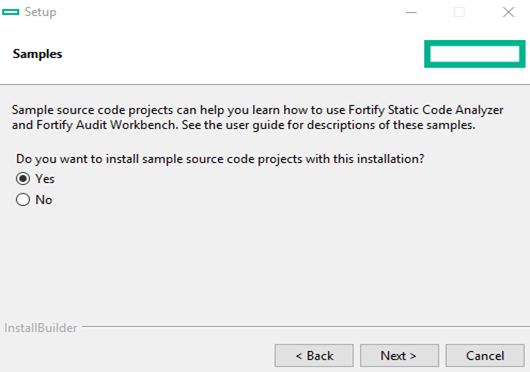 Setup
Samples
Sample source code projects can help you learn how to use Fortify Static Code Analyzer
and Fortify Audit Workbench. See the user guide for descriptions of these samples.
Do you want to install sample source code projects with this installation?
Yes
No
InstallBuilder
< Back Next > Cancel